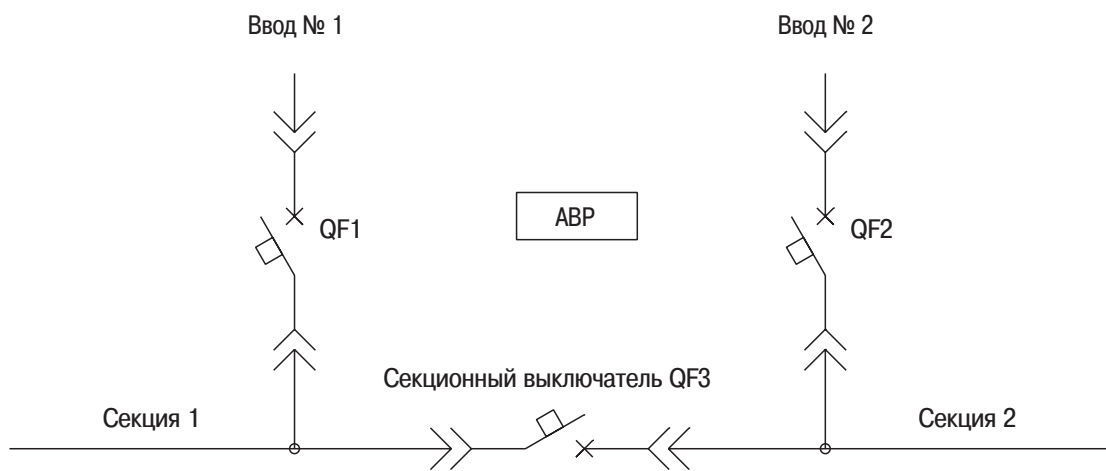 Ввод № 1
Ввод № 2
QF1
АВР
QF2
Секционный выключатель QF3
Секция 1
Секция 2